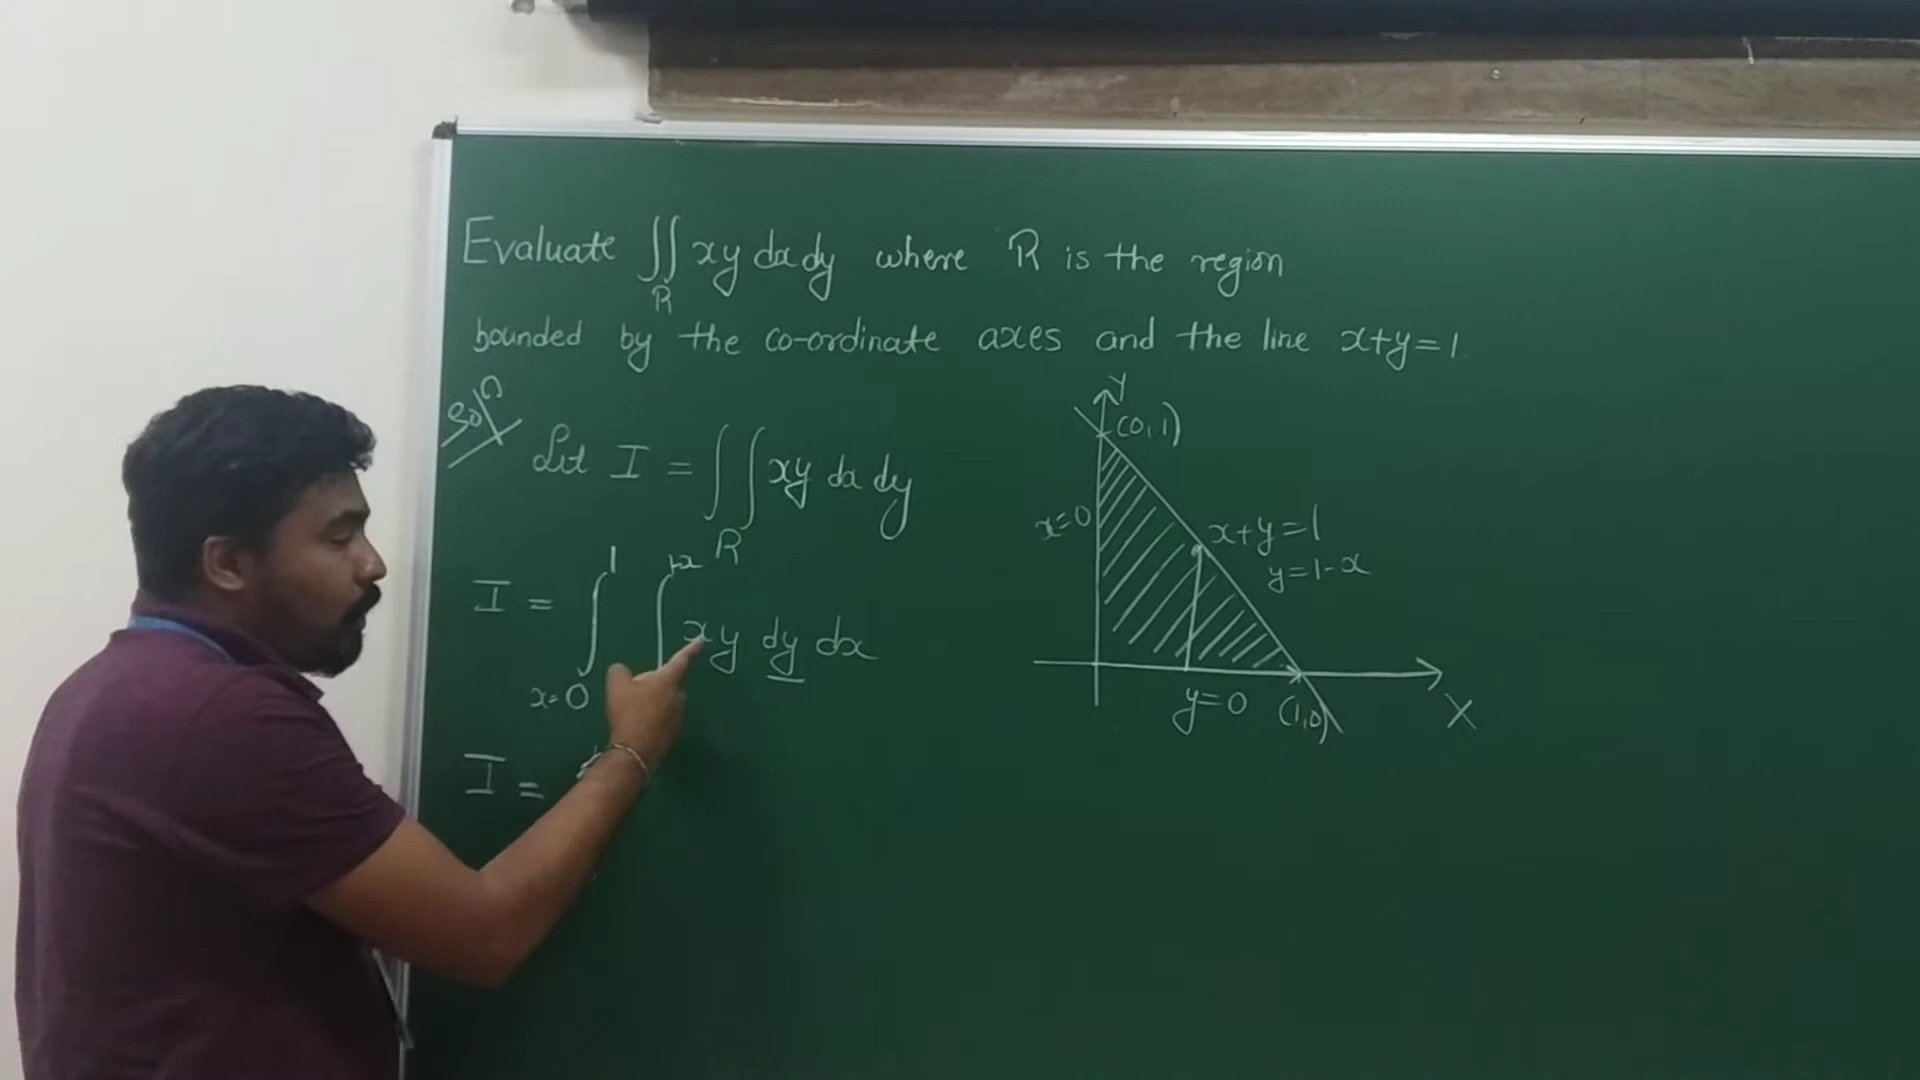 Evaluate ∬_R xy dx dy where R is the region
bounded by the co-ordinate axes and the line x+y=1
Soln
Let I = ∬_R xy dx dy
I = ∫_{x=0}^{1} ∫^{1-x} xy dy dx
I =
Y
(0,1)
x=0
x+y=1
y=1-x
y=0
(1,0)
X